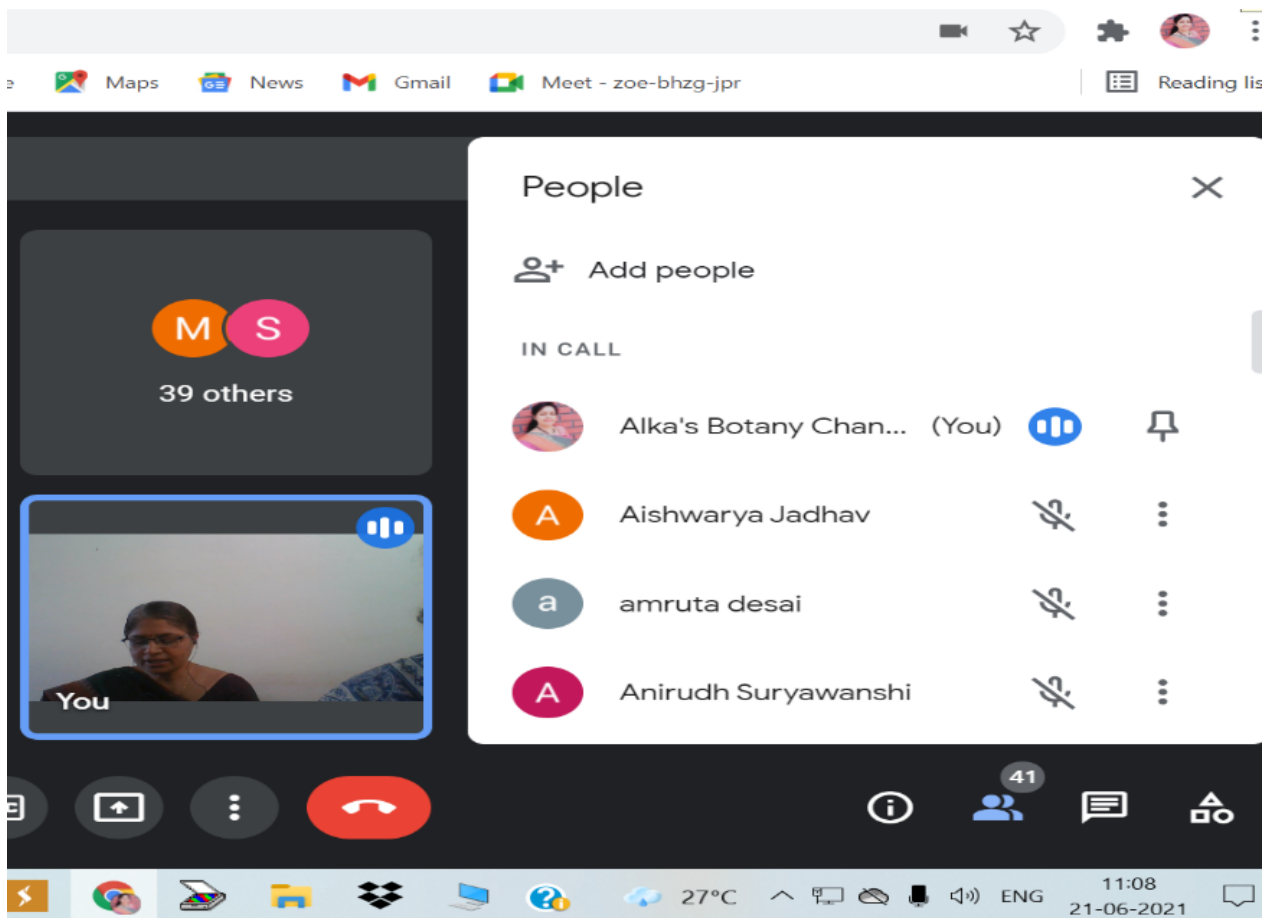 Maps News Gmail Meet - zoe-bhzg-jpr Reading lis
People
Add people
M S
IN CALL
39 others
Alka's Botany Chan... (You)
A Aishwarya Jadhav
a amruta desai
A Anirudh Suryawanshi
You
41
27°C ENG 11:08
21-06-2021